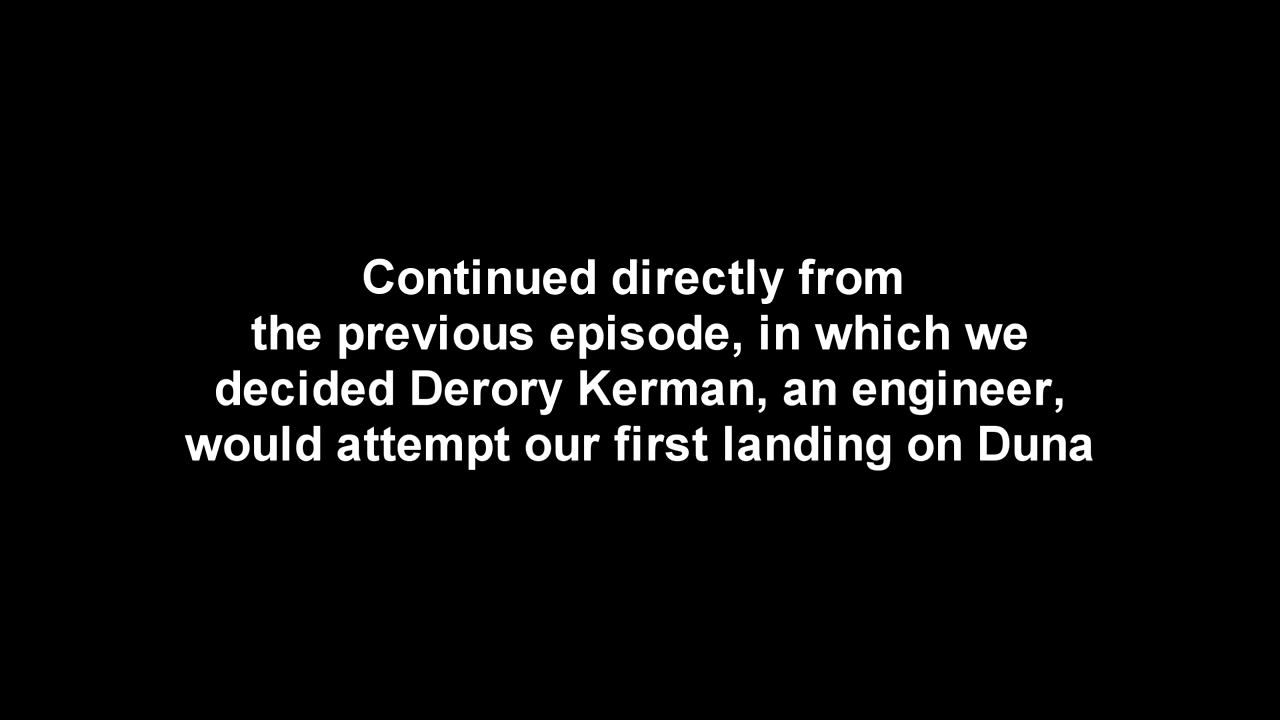 Continued directly from
the previous episode, in which we
decided Derory Kerman, an engineer,
would attempt our first landing on Duna